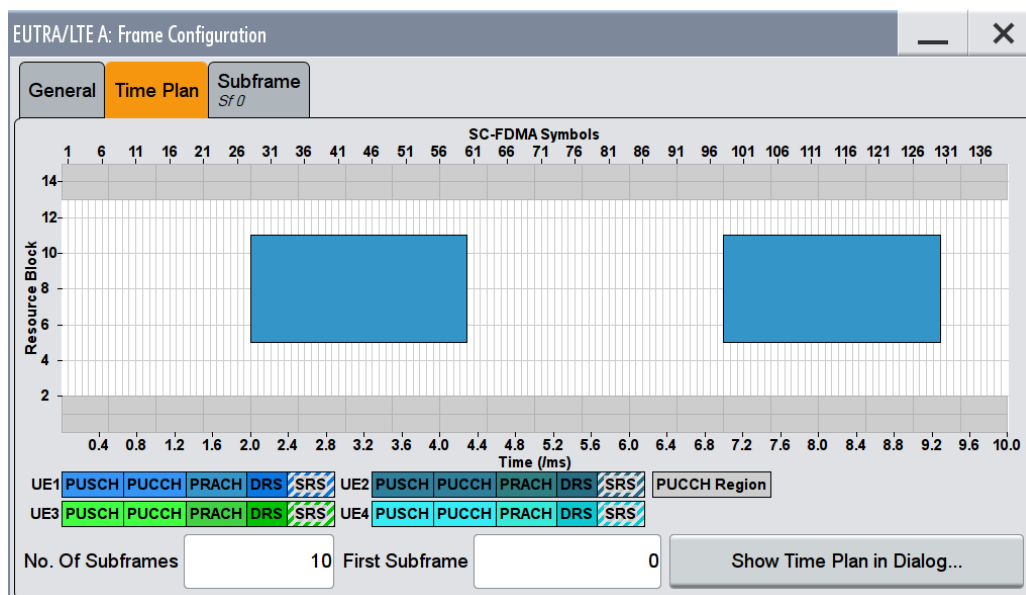 EUTRA/LTE A: Frame Configuration
General Time Plan Subframe
Sf 0
SC-FDMA Symbols
1 6 11 16 21 26 31 36 41 46 51 56 61 66 71 76 81 86 91 96 101 106 111 116 121 126 131 136
14
12
10
8
6
4
2
Resource Block
0.4 0.8 1.2 1.6 2.0 2.4 2.8 3.2 3.6 4.0 4.4 4.8 5.2 5.6 6.0 6.4 6.8 7.2 7.6 8.0 8.4 8.8 9.2 9.6 10.0
Time (/ms)
UE1 PUSCH PUCCH PRACH DRS SRS UE2 PUSCH PUCCH PRACH DRS SRS PUCCH Region
UE3 PUSCH PUCCH PRACH DRS SRS UE4 PUSCH PUCCH PRACH DRS SRS
No. Of Subframes 10 First Subframe 0 Show Time Plan in Dialog...